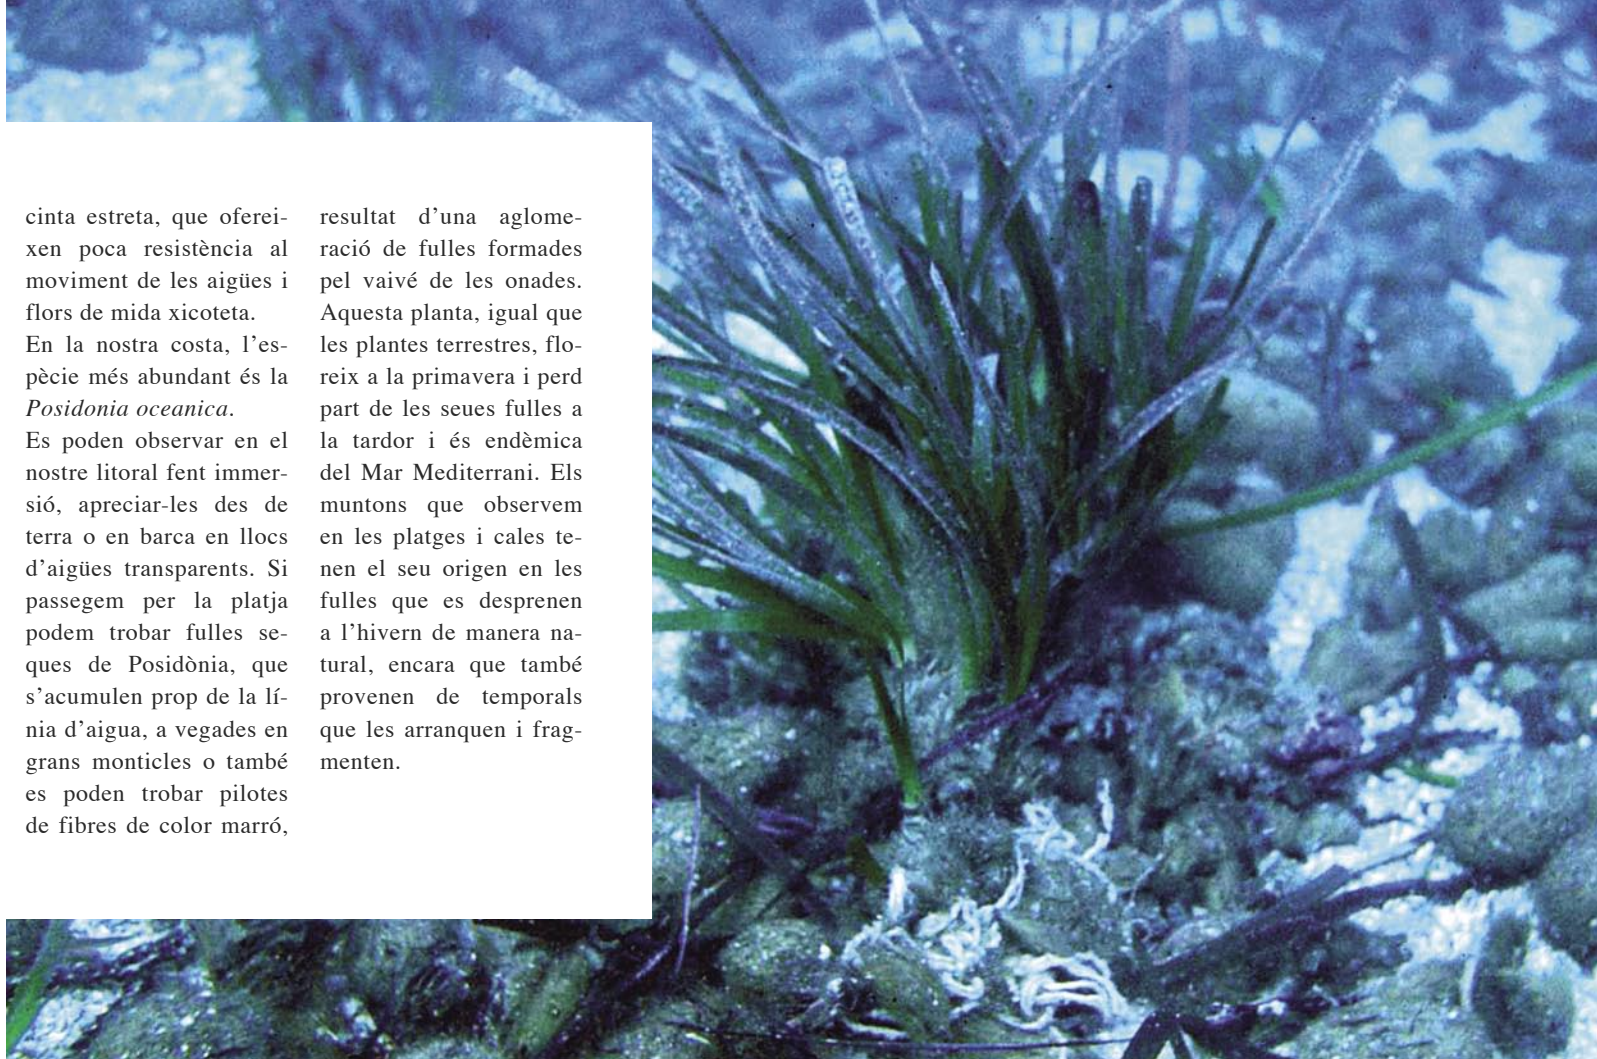 cinta estreta, que oferei-
xen poca resistència al
moviment de les aigües i
flors de mida xicoteta.
En la nostra costa, l’es-
pècie més abundant és la
Posidonia oceanica.
Es poden observar en el
nostre litoral fent immer-
sió, apreciar-les des de
terra o en barca en llocs
d’aigües transparents. Si
passegem per la platja
podem trobar fulles se-
ques de Posidònia, que
s’acumulen prop de la lí-
nia d’aigua, a vegades en
grans monticles o també
es poden trobar pilotes
de fibres de color marró,
resultat d’una aglome-
ració de fulles formades
pel vaivé de les onades.
Aquesta planta, igual que
les plantes terrestres, flo-
reix a la primavera i perd
part de les seues fulles a
la tardor i és endèmica
del Mar Mediterrani. Els
muntons que observem
en les platges i cales te-
nen el seu origen en les
fulles que es desprenen
a l’hivern de manera na-
tural, encara que també
provenen de temporals
que les arranquen i frag-
menten.